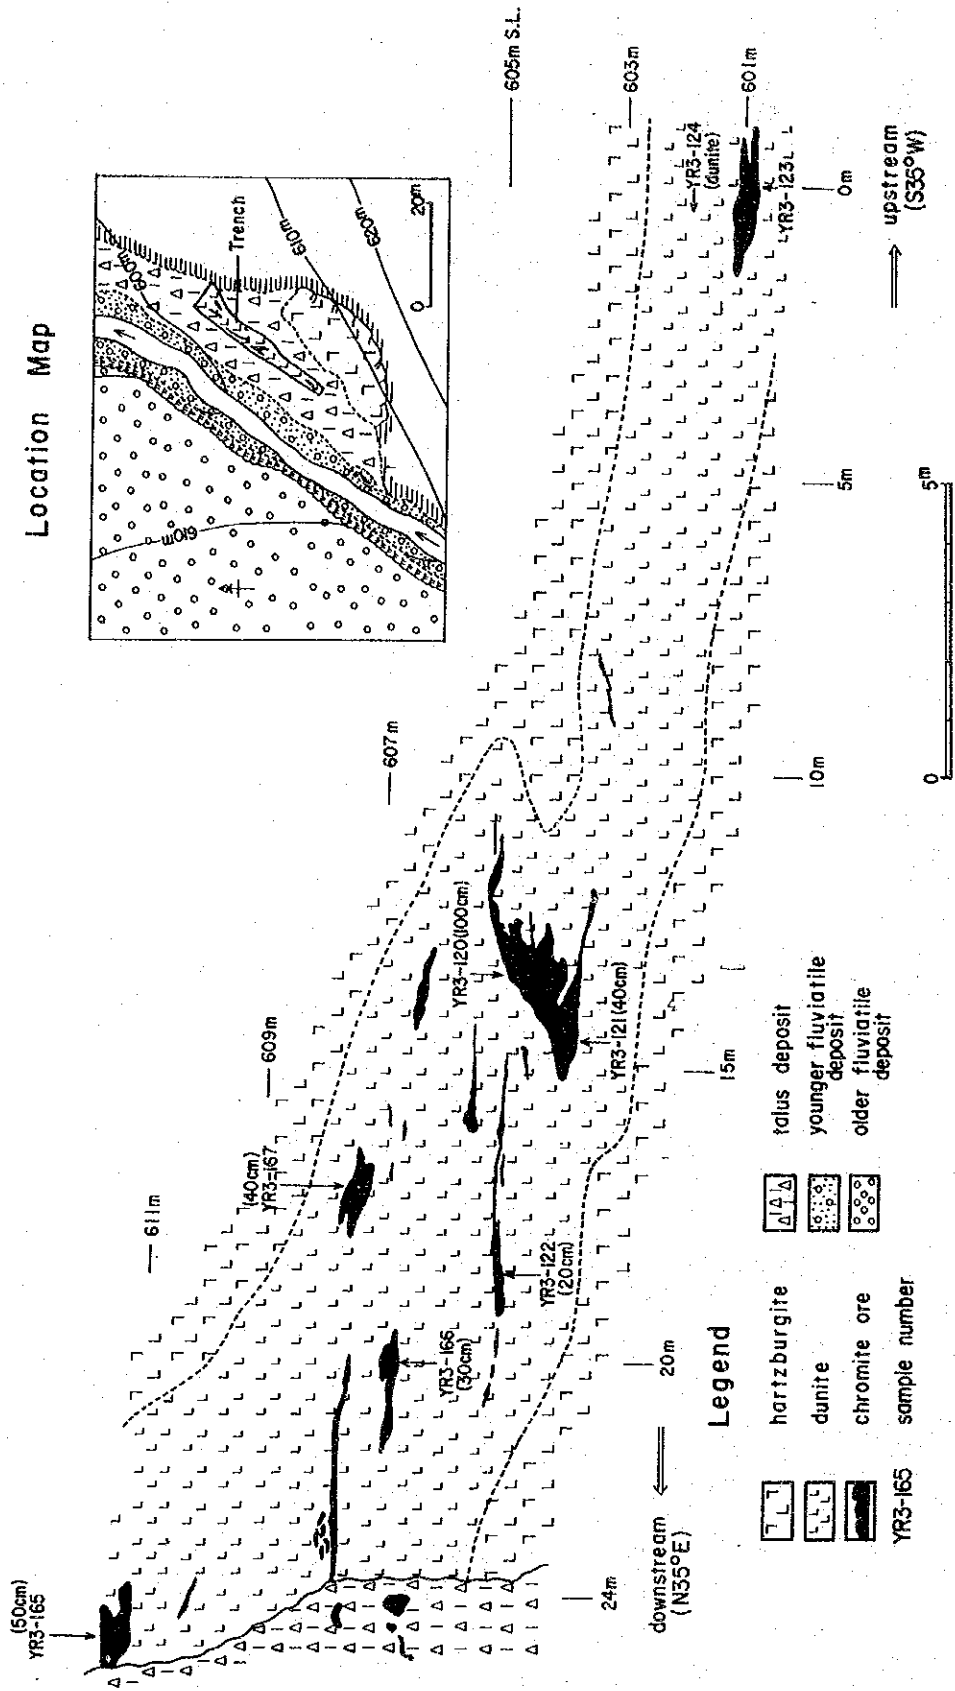 Location Map
610m
600m
Trench
610m
620m
0
20m
(50cm)
YR3-165
611m
(40cm)
YR3-167
609m
607m
605m S.L.
603m
601m
YR3-120(100cm)
YR3-121(40cm)
YR3-122
(20cm)
YR3-166
(30cm)
YR3-124
(dunite)
YR3-123
24m
20m
15m
10m
5m
0m
downstream
(N35°E)
upstream
(S35°W)
0
5m
Legend
hartzburgite
dunite
chromite ore
YR3-165
sample number
talus deposit
younger fluviatile
deposit
older fluviatile
deposit